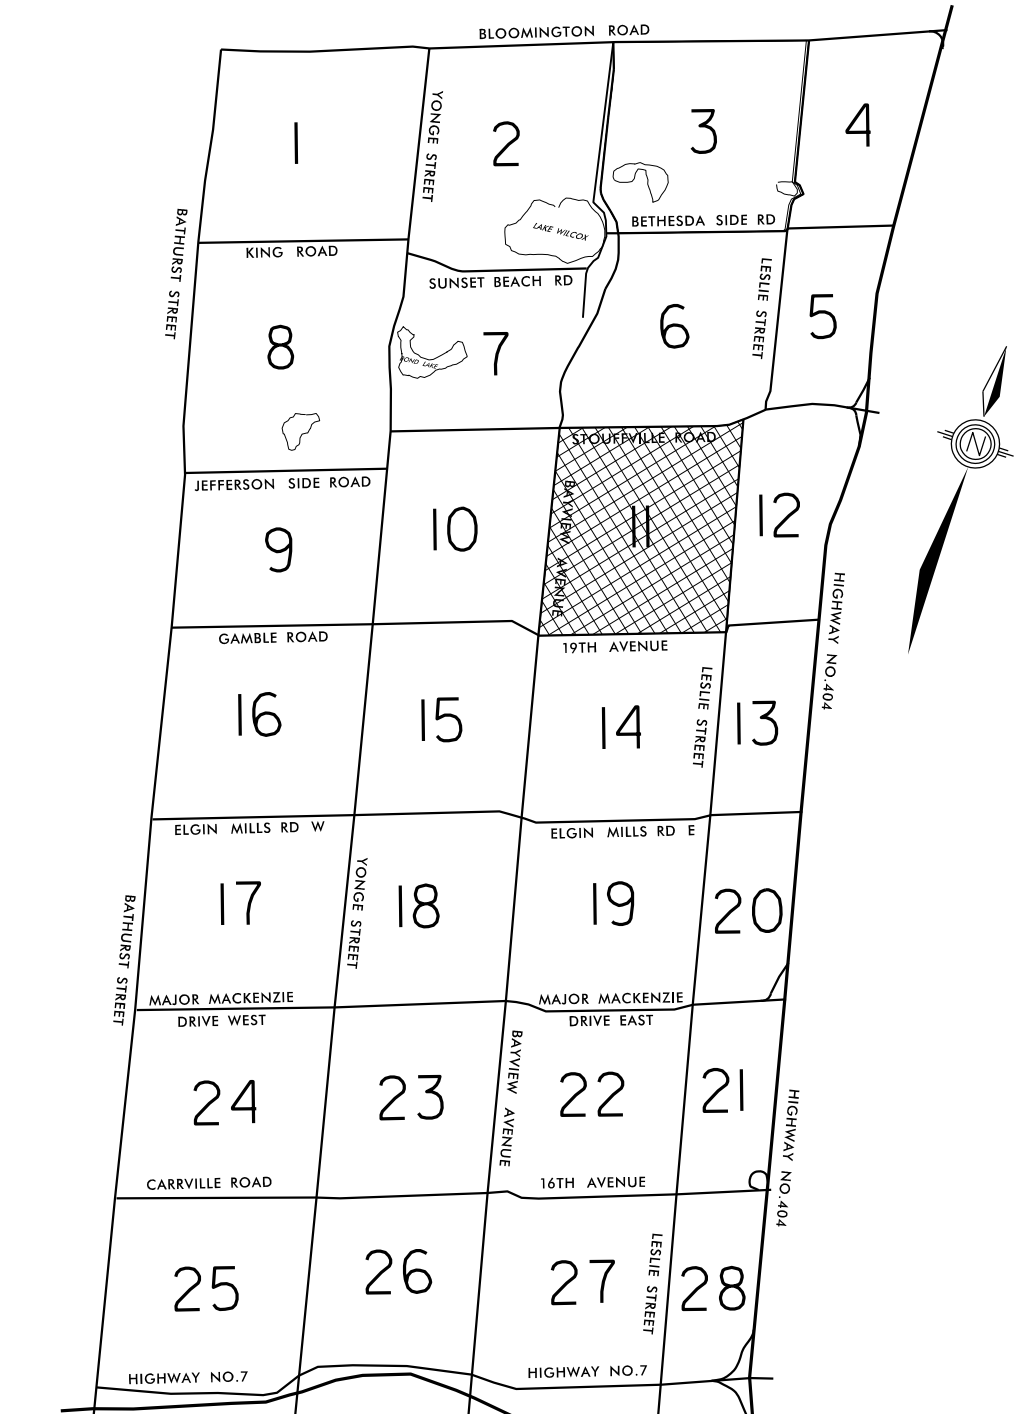 BLOOMINGTON ROAD
1
YONGE STREET
2
3
4
BATHURST STREET
LAKE WILCOX
BETHESDA SIDE RD
KING ROAD
SUNSET BEACH RD
LESLIE STREET
5
6
7
8
BOND LAKE
STOUFFVILLE ROAD
N
JEFFERSON SIDE ROAD
BAYVIEW AVENUE
9
10
11
12
HIGHWAY NO.404
GAMBLE ROAD
19TH AVENUE
LESLIE STREET
16
15
14
13
ELGIN MILLS RD W
ELGIN MILLS RD E
YONGE STREET
17
18
19
20
BATHURST STREET
MAJOR MACKENZIE
DRIVE WEST
MAJOR MACKENZIE
DRIVE EAST
BAYVIEW AVENUE
24
23
22
21
HIGHWAY NO.404
CARRVILLE ROAD
16TH AVENUE
LESLIE STREET
25
26
27
28
HIGHWAY NO.7
HIGHWAY NO.7